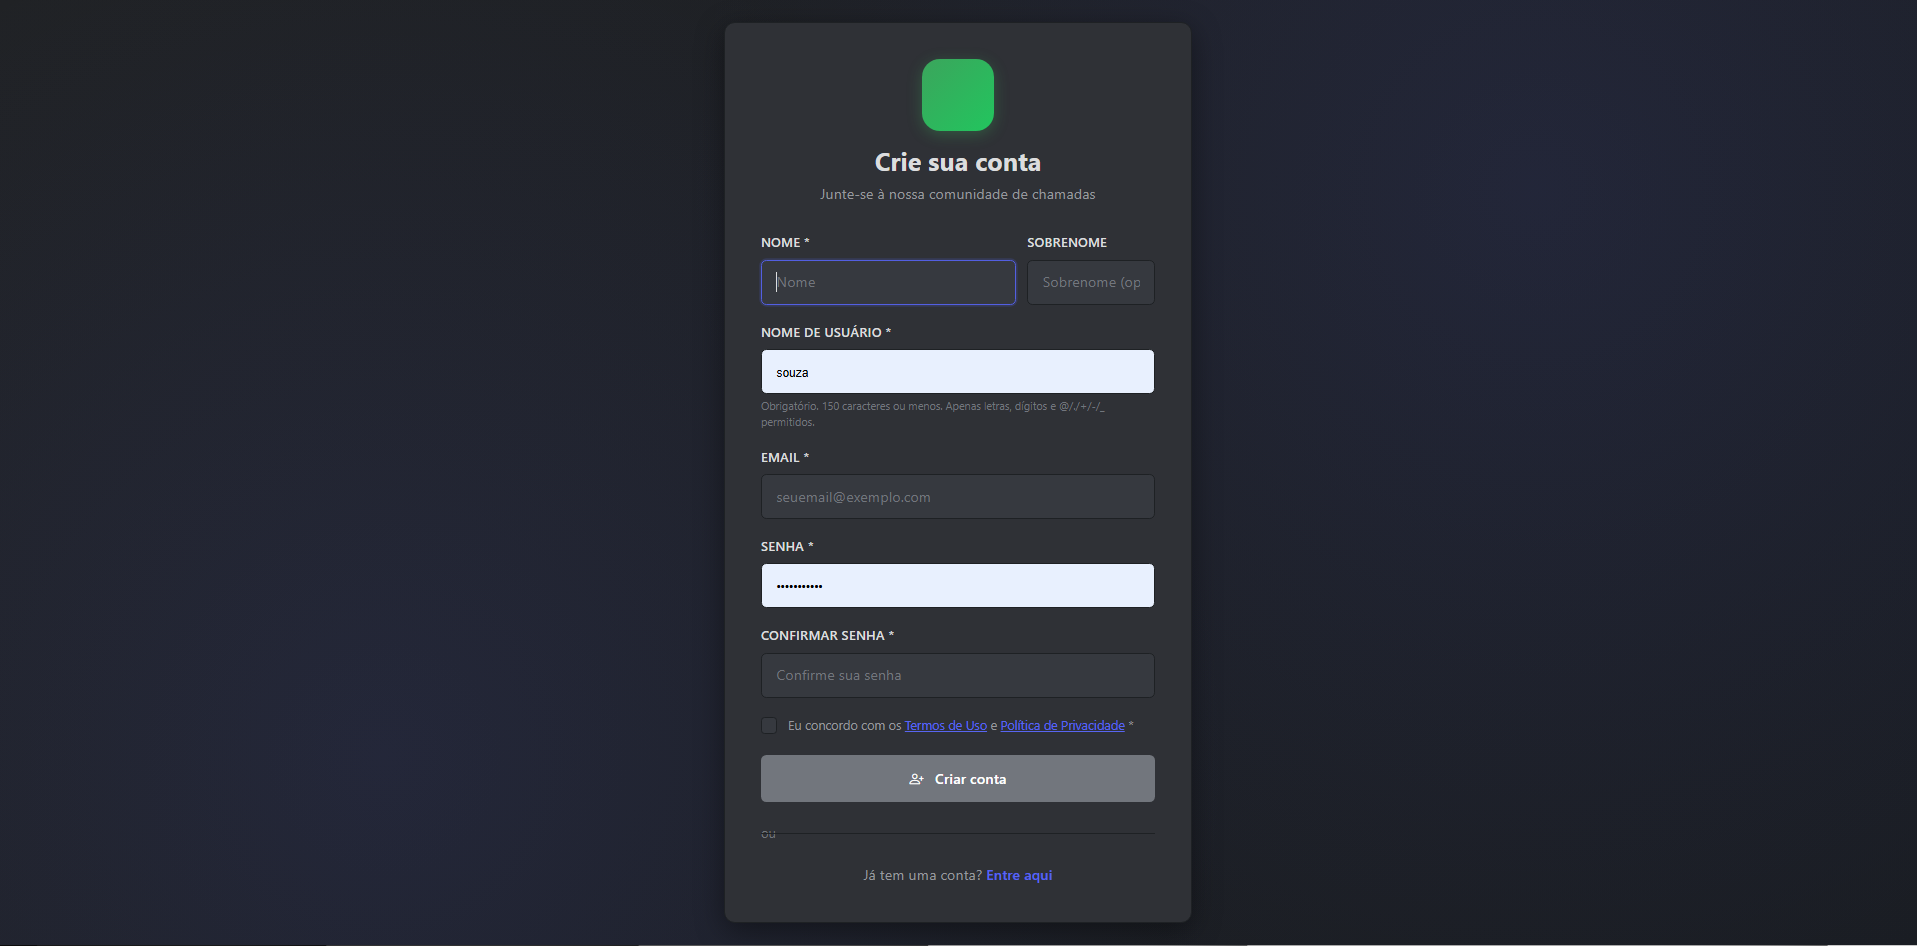 Crie sua conta
Junte-se à nossa comunidade de chamadas
NOME *
SOBRENOME
Nome
Sobrenome (op
NOME DE USUÁRIO *
souza
Obrigatório. 150 caracteres ou menos. Apenas letras, dígitos e @/./+/-/_
permitidos.
EMAIL *
seuemail@exemplo.com
SENHA *
•••••••••••
CONFIRMAR SENHA *
Confirme sua senha
Eu concordo com os Termos de Uso e Política de Privacidade *
Criar conta
ou
Já tem uma conta? Entre aqui